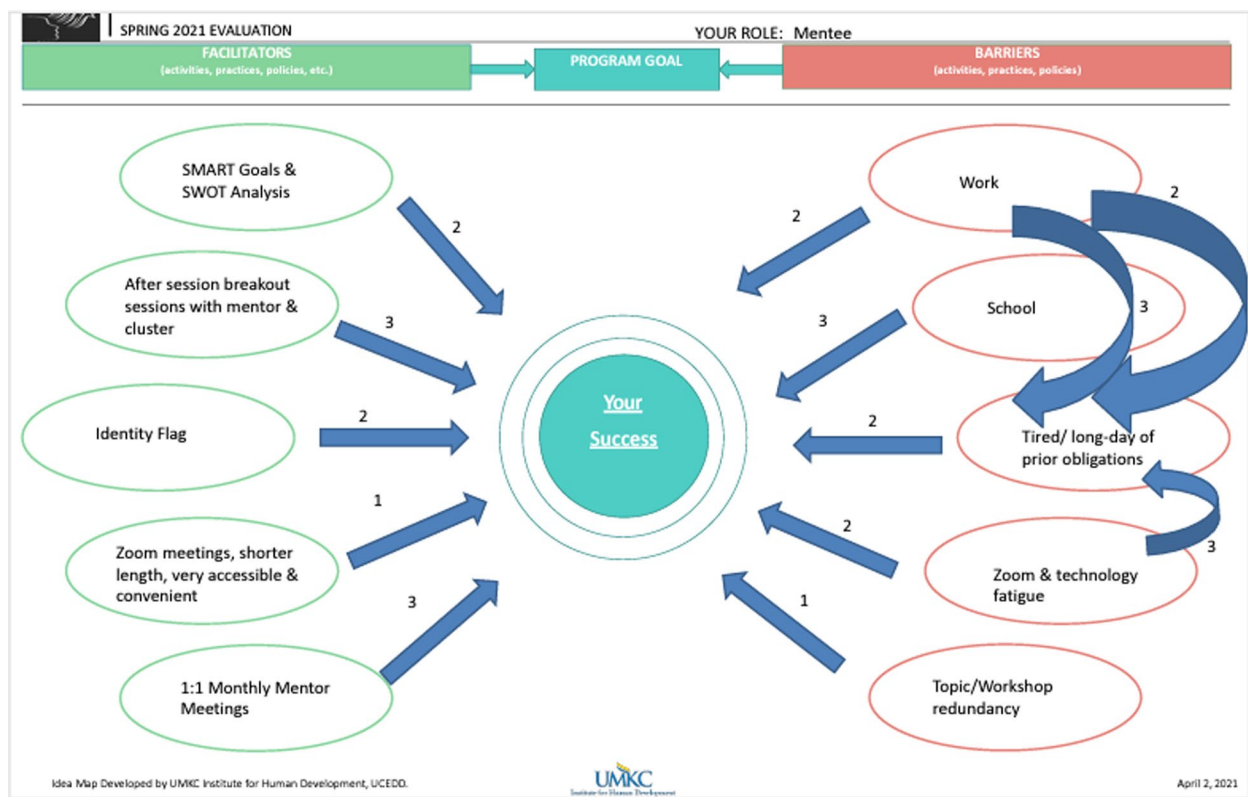 SPRING 2021 EVALUATION
YOUR ROLE: Mentee
FACILITATORS
(activities, practices, policies, etc.)
PROGRAM GOAL
BARRIERS
(activities, practices, policies)
SMART Goals &
SWOT Analysis
2
After session breakout
sessions with mentor &
cluster
3
Identity Flag
2
Zoom meetings, shorter
length, very accessible &
convenient
1
1:1 Monthly Mentor
Meetings
3
Your
Success
Work
2
2
School
3
3
Tired/ long-day of
prior obligations
2
Zoom & technology
fatigue
2
3
Topic/Workshop
redundancy
1
Idea Map Developed by UMKC Institute for Human Development, UCEDD.
UMKC
Institute for Human Development
April 2, 2021